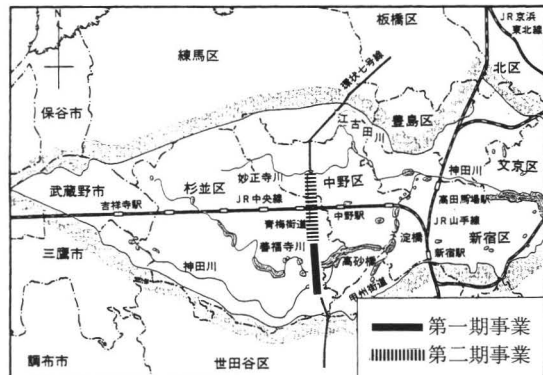 板橋区
JR京浜
東北線
練馬区
環状七号線
北区
保谷市
江古田川
豊島区
文京区
神田川
妙正寺川
中野区
武蔵野市
杉並区
吉祥寺駅
JR中央線
高田馬場駅
青梅街道
中野駅
JR山手線
淀橋
新宿区
善福寺川
三鷹市
高砂橋
新宿駅
神田川
甲州街道
第一期事業
第二期事業
調布市
世田谷区